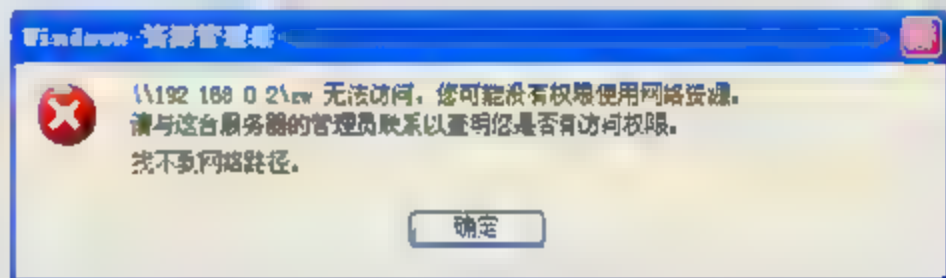 Windows 资源管理器
\\192 168 0 2\rw 无法访问。您可能没有权限使用网络资源。
请与这台服务器的管理员联系以查明您是否有访问权限。
找不到网络路径。
确定